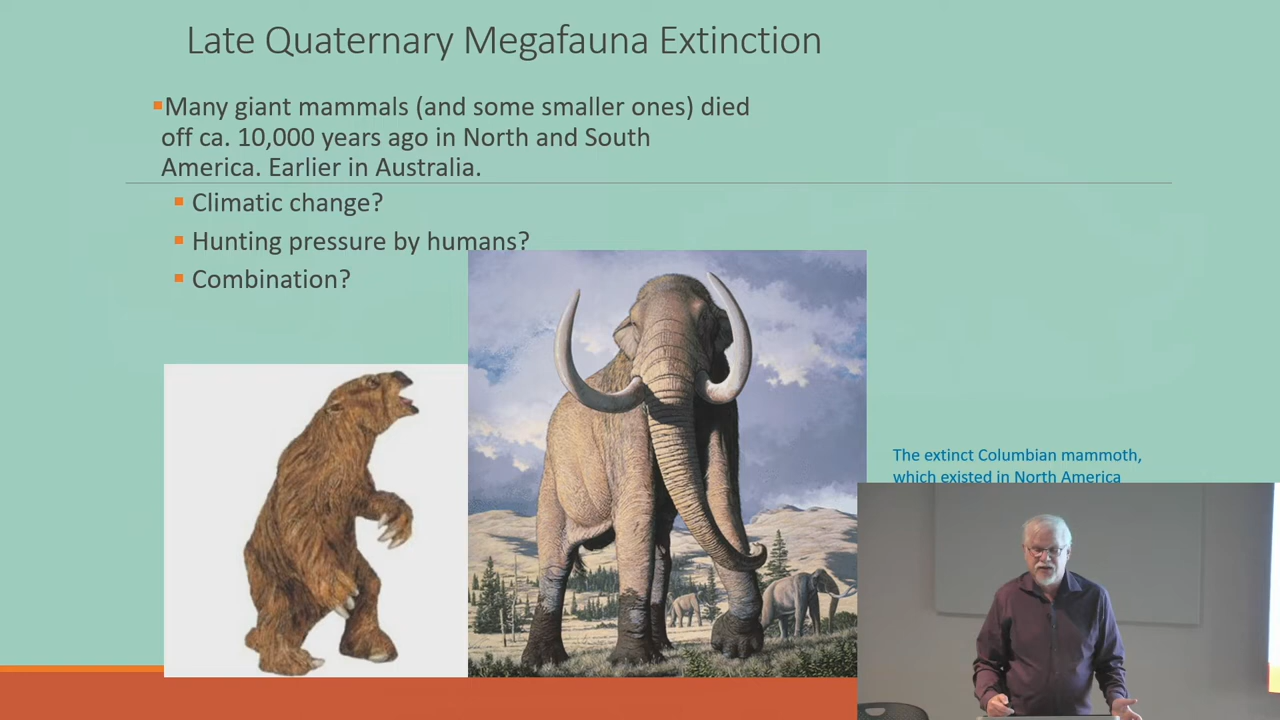 Late Quaternary Megafauna Extinction
▪Many giant mammals (and some smaller ones) died
off ca. 10,000 years ago in North and South
America. Earlier in Australia.
▪ Climatic change?
▪ Hunting pressure by humans?
▪ Combination?
The extinct Columbian mammoth,
which existed in North America